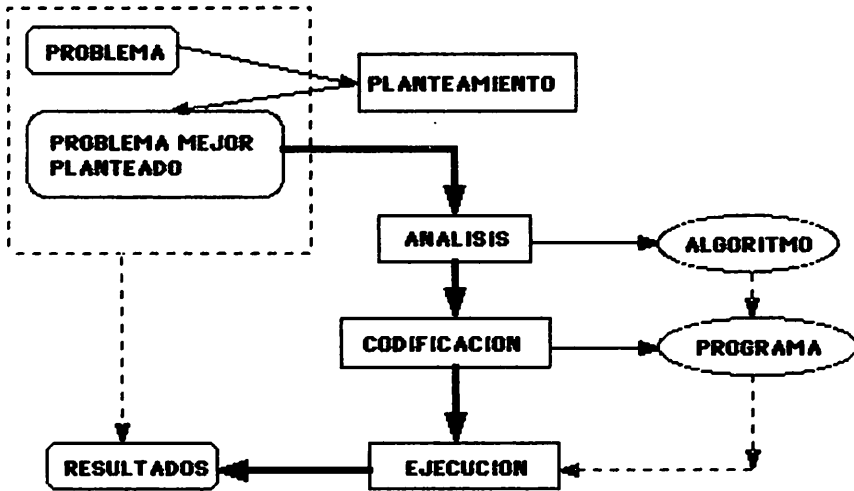 PROBLEMA
PLANTEAMIENTO
PROBLEMA MEJOR
PLANTEADO
ANALISIS
ALGORITMO
CODIFICACION
PROGRAMA
RESULTADOS
EJECUCION